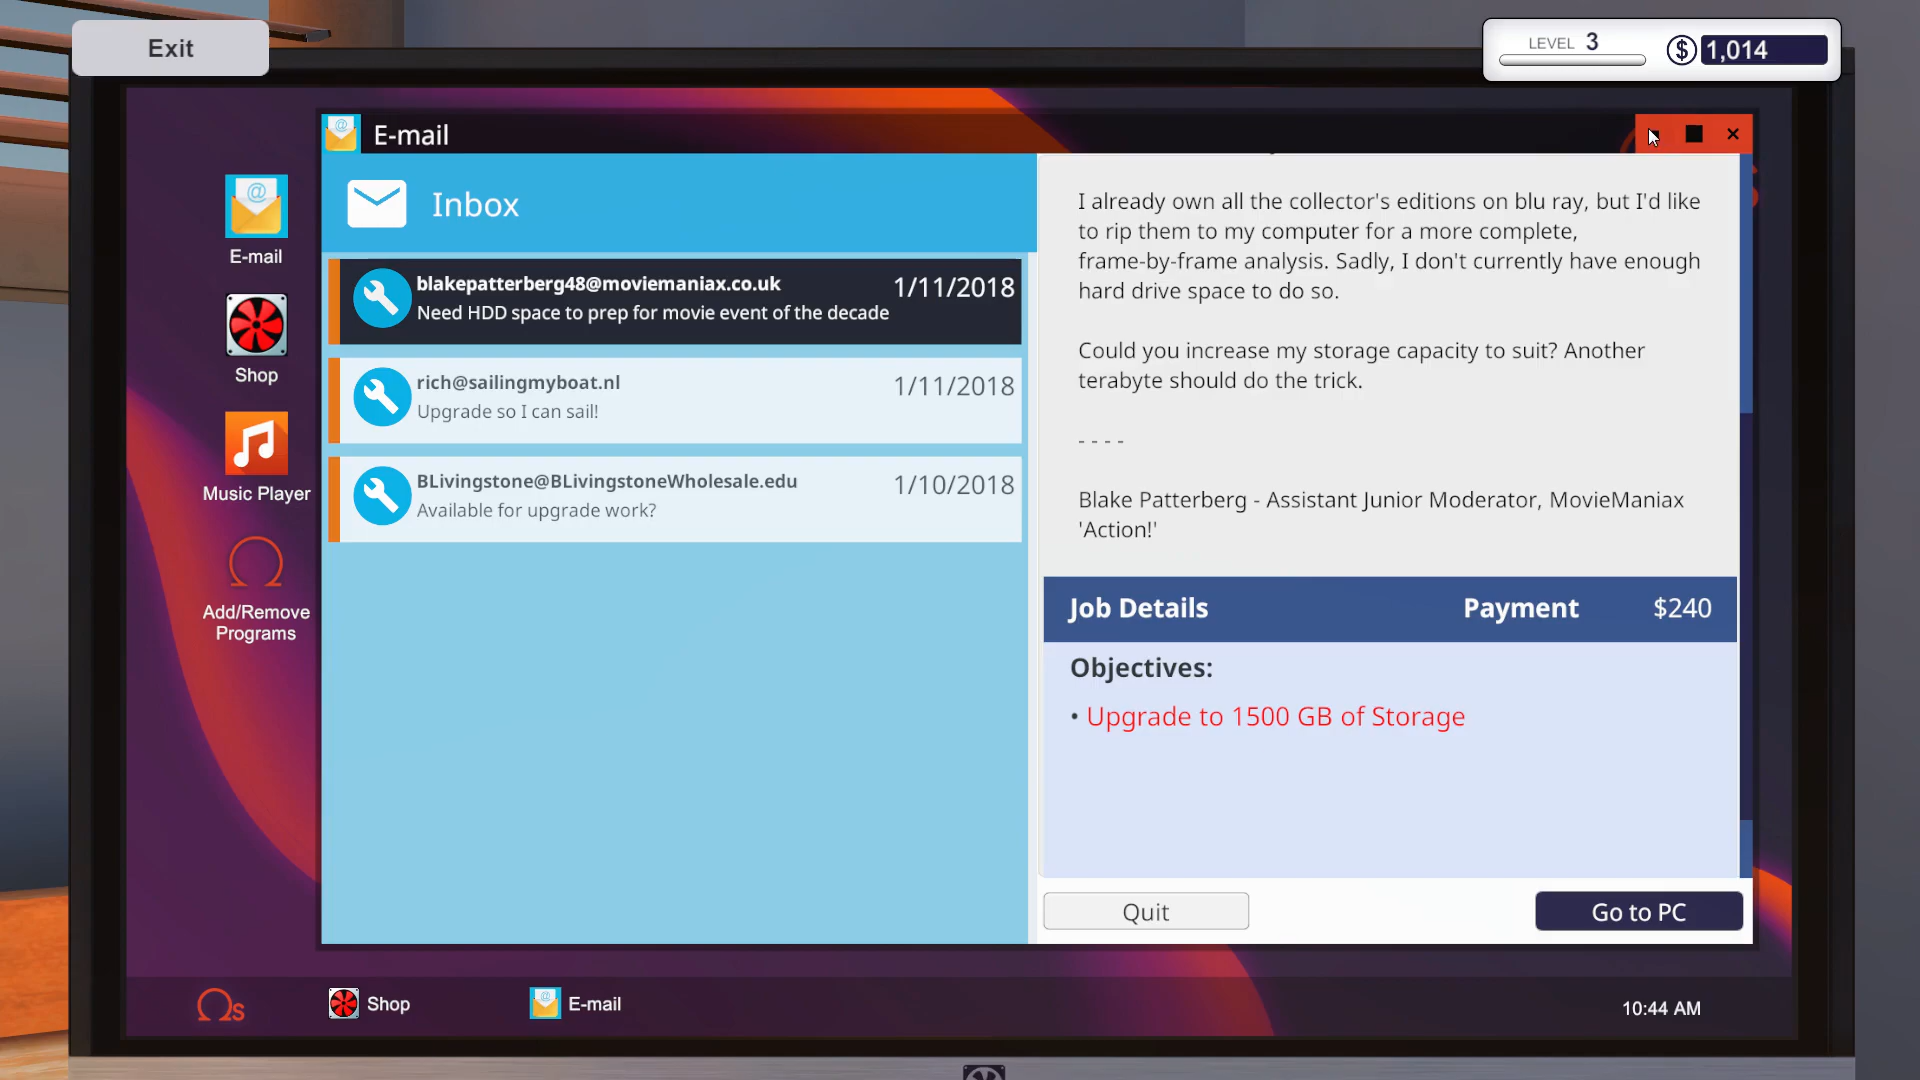 Exit
LEVEL 3
$ 1,014
E-mail
Inbox
blakepatterberg48@moviemaniax.co.uk
1/11/2018
Need HDD space to prep for movie event of the decade
rich@sailingmyboat.nl
1/11/2018
Upgrade so I can sail!
BLivingstone@BLivingstoneWholesale.edu
1/10/2018
Available for upgrade work?
I already own all the collector's editions on blu ray, but I'd like
to rip them to my computer for a more complete,
frame-by-frame analysis. Sadly, I don't currently have enough
hard drive space to do so.
Could you increase my storage capacity to suit? Another
terabyte should do the trick.
- - - -
Blake Patterberg - Assistant Junior Moderator, MovieManiax
'Action!'
Job Details
Payment
$240
Objectives:
• Upgrade to 1500 GB of Storage
Quit
Go to PC
E-mail
Shop
Music Player
Add/Remove
Programs
Ωs
Shop
E-mail
10:44 AM